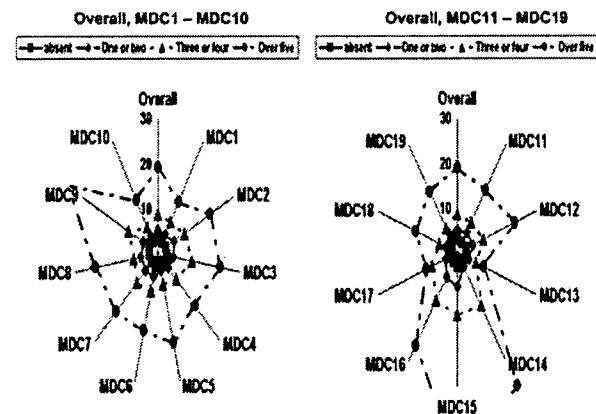 Overall, MDC1 – MDC10
absent One or two Three or four Over five
Overall
30
20
10
MDC1
MDC2
MDC3
MDC4
MDC5
MDC6
MDC7
MDC8
MDC9
MDC10
Overall, MDC11 – MDC19
absent One or two Three or four Over five
Overall
30
20
10
MDC11
MDC12
MDC13
MDC14
MDC15
MDC16
MDC17
MDC18
MDC19